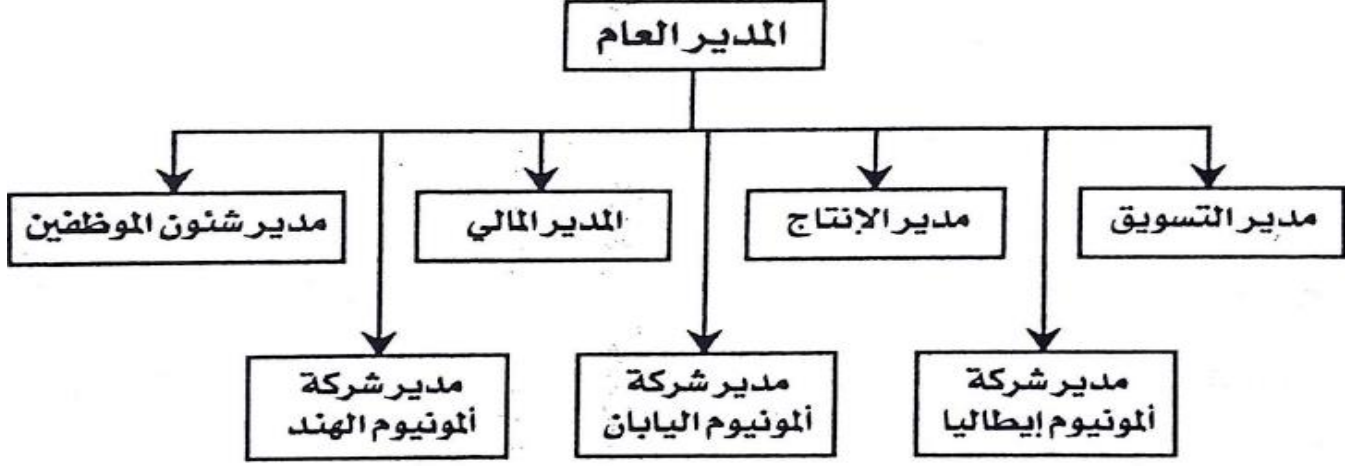 المدير العام
مدير التسويق
مدير الإنتاج
المدير المالي
مدير شئون الموظفين
مدير شركة
ألمونيوم إيطاليا
مدير شركة
ألمونيوم اليابان
مدير شركة
ألمونيوم الهند